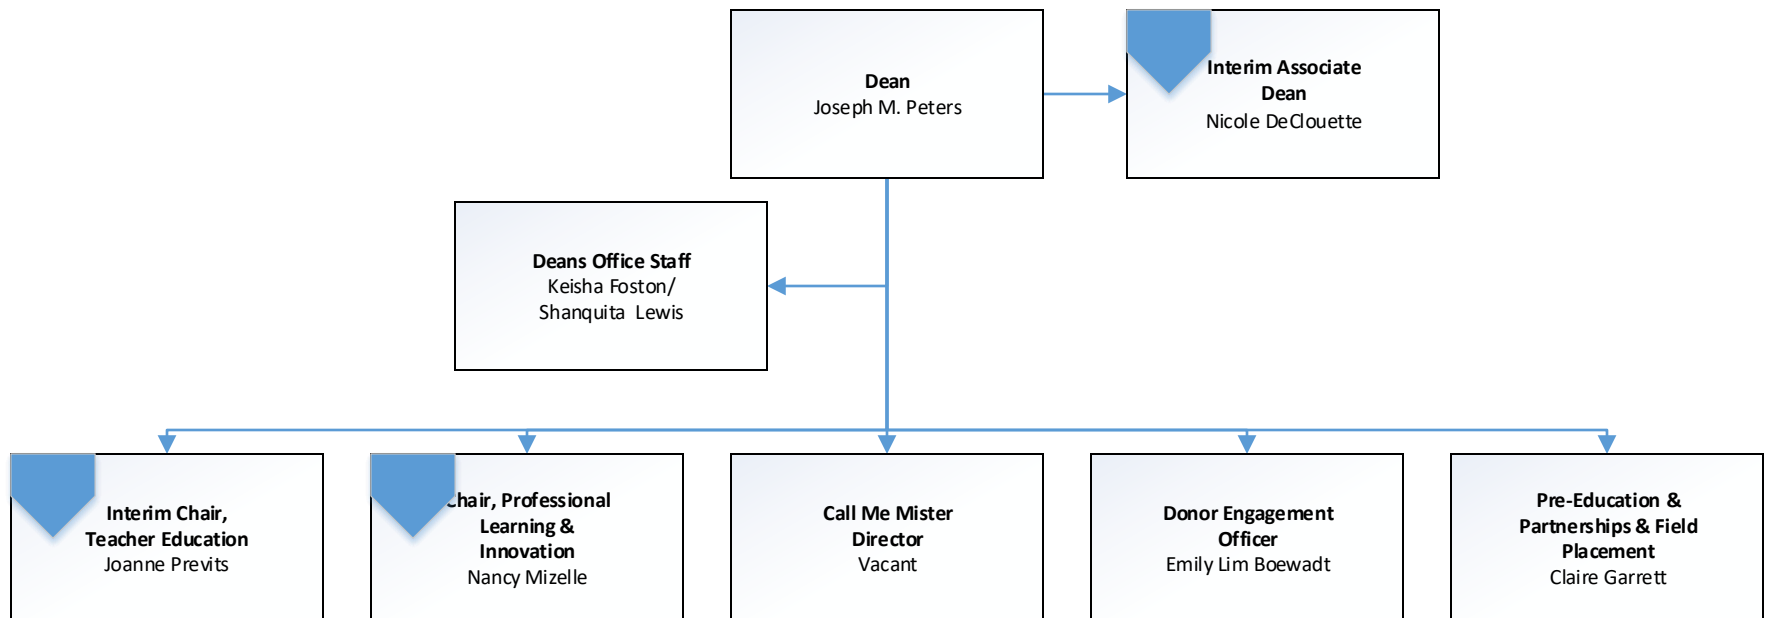 Dean
Joseph M. Peters
Interim Associate
Dean
Nicole DeClouette
Deans Office Staff
Keisha Foston/
Shanquita Lewis
Interim Chair,
Teacher Education
Joanne Previts
Chair, Professional
Learning &
Innovation
Nancy Mizelle
Call Me Mister
Director
Vacant
Donor Engagement
Officer
Emily Lim Boewadt
Pre-Education &
Partnerships & Field
Placement
Claire Garrett